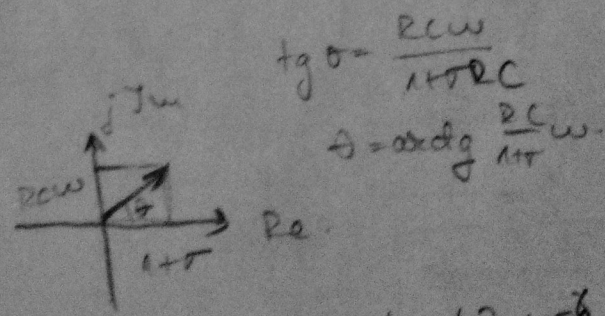 tg σ = RCω / 1+σRC
θ = arctg RC / 1+σ ω
jIm
RCω
Re
1+σ